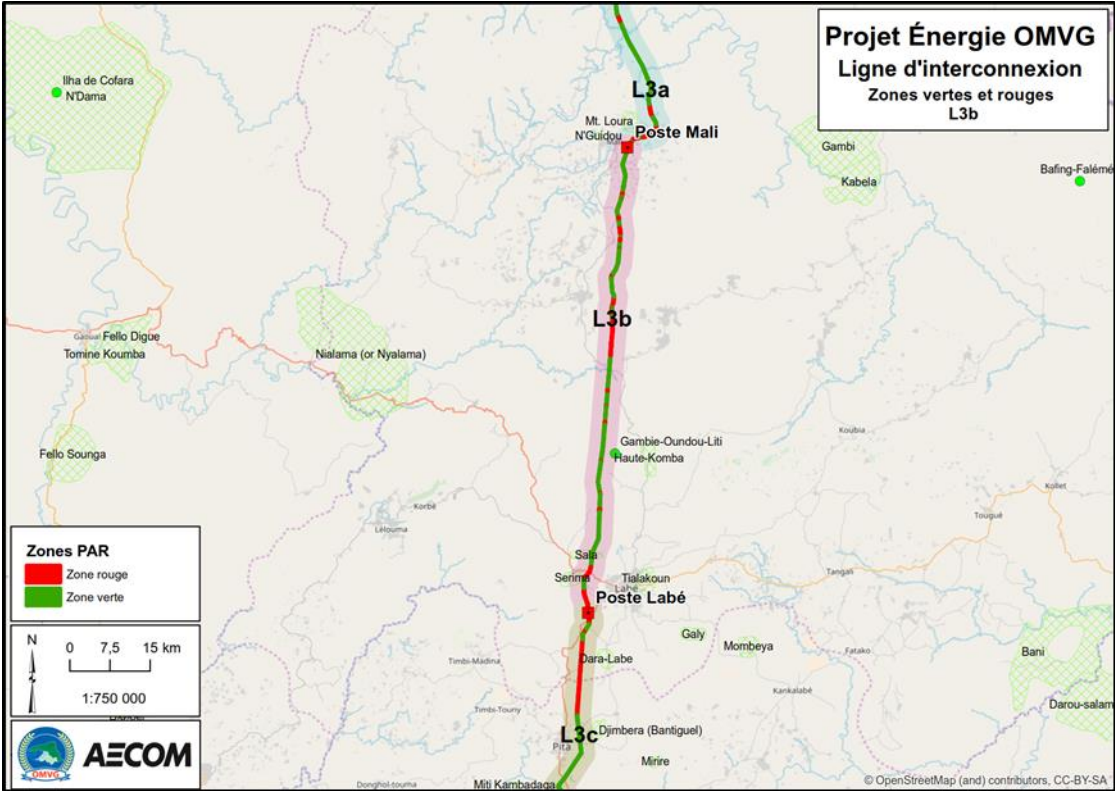 Projet Énergie OMVG
Ligne d'interconnexion
Zones vertes et rouges
L3b
Ilha de Cofara
N'Dama
L3a
Mt. Loura
N'Guidou
Poste Mali
Gambi
Kabela
Bafing-Falémé
L3b
Gaoual
Fello Digue
Tomine Koumba
Nialama (or Nyalama)
Fello Sounga
Gambie-Oundou-Liti
Haute-Komba
Koubia
Kollet
Tougué
Korbé
Lélouma
Sala
Serima
Tialakoun
Labé
Tangali
Poste Labé
Galy
Mombeya
Fatako
Bani
Timbi-Madina
Dara-Labe
Kankalabé
Darou-salam
Timbi-Touny
L3c
Djimbera (Bantiguel)
Pita
Mirire
Donghol-touma
Miti Kambadaga
Zones PAR
Zone rouge
Zone verte
N
0 7,5 15 km
1:750 000
OMVG
AECOM
© OpenStreetMap (and) contributors, CC-BY-SA